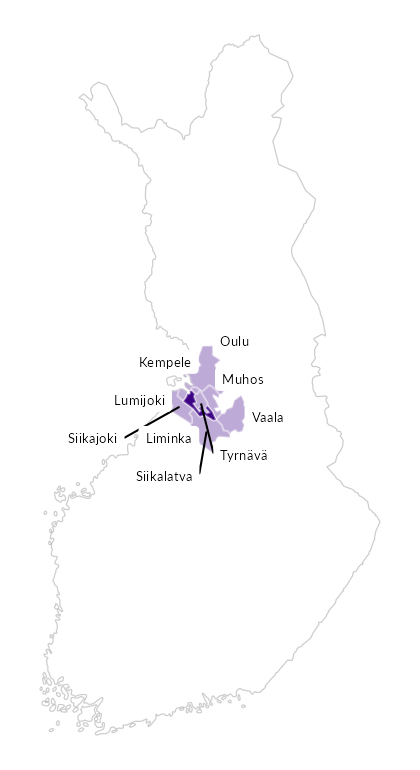 Oulu
Kempele
Muhos
Lumijoki
Vaala
Siikajoki
Liminka
Tyrnävä
Siikalatva